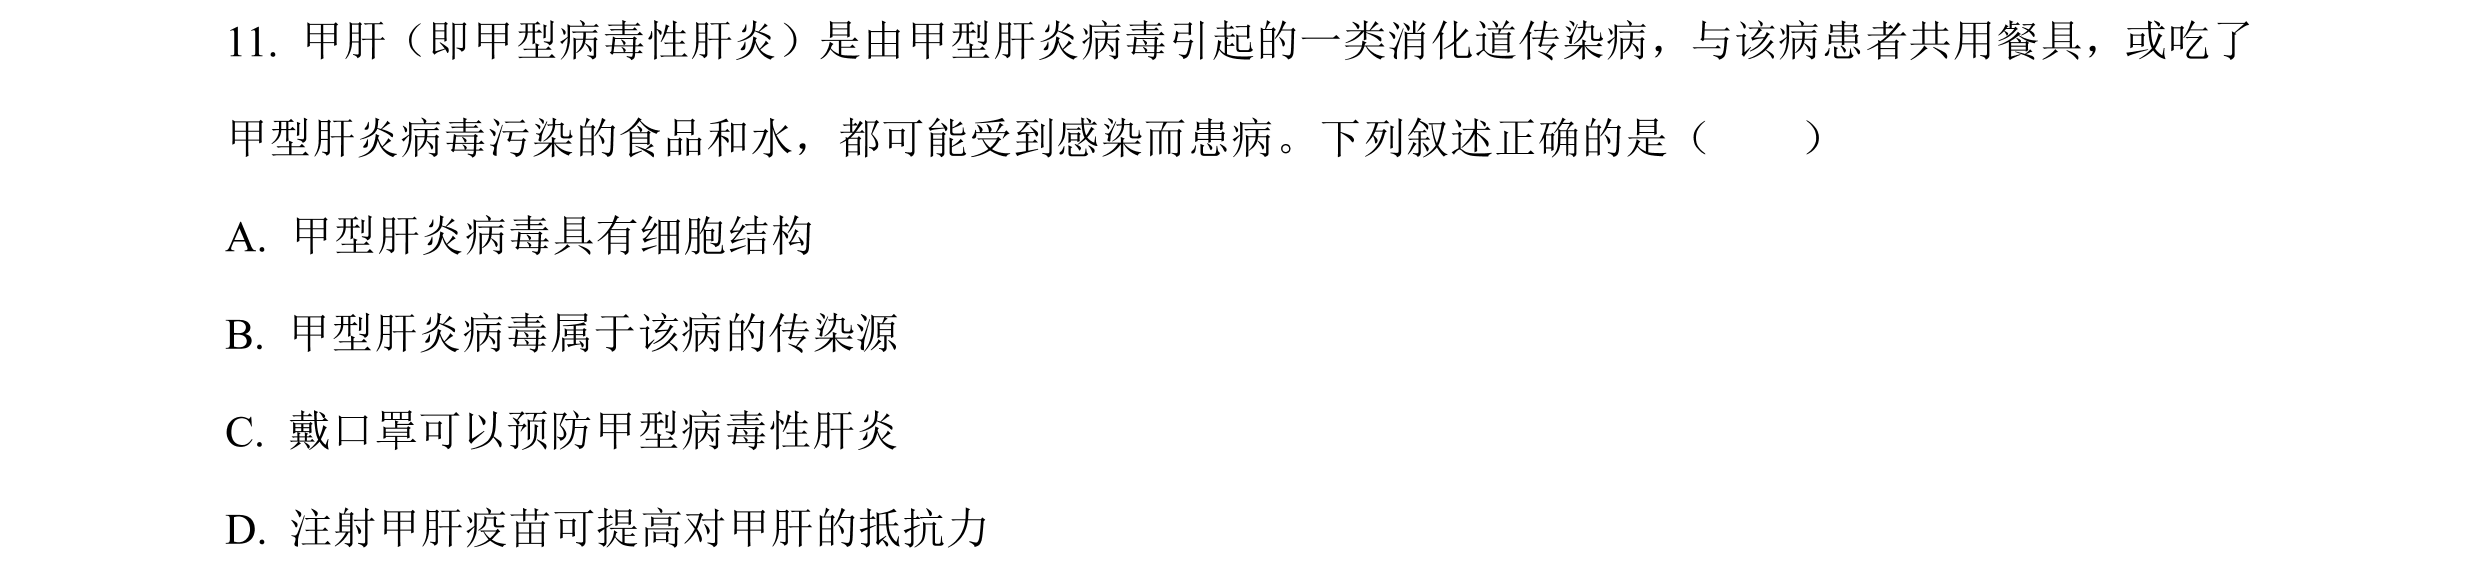 11. 甲肝（即甲型病毒性肝炎）是由甲型肝炎病毒引起的一类消化道传染病，与该病患者共用餐具，或吃了
甲型肝炎病毒污染的食品和水，都可能受到感染而患病。下列叙述正确的是（　　）
A. 甲型肝炎病毒具有细胞结构
B. 甲型肝炎病毒属于该病的传染源
C. 戴口罩可以预防甲型病毒性肝炎
D. 注射甲肝疫苗可提高对甲肝的抵抗力